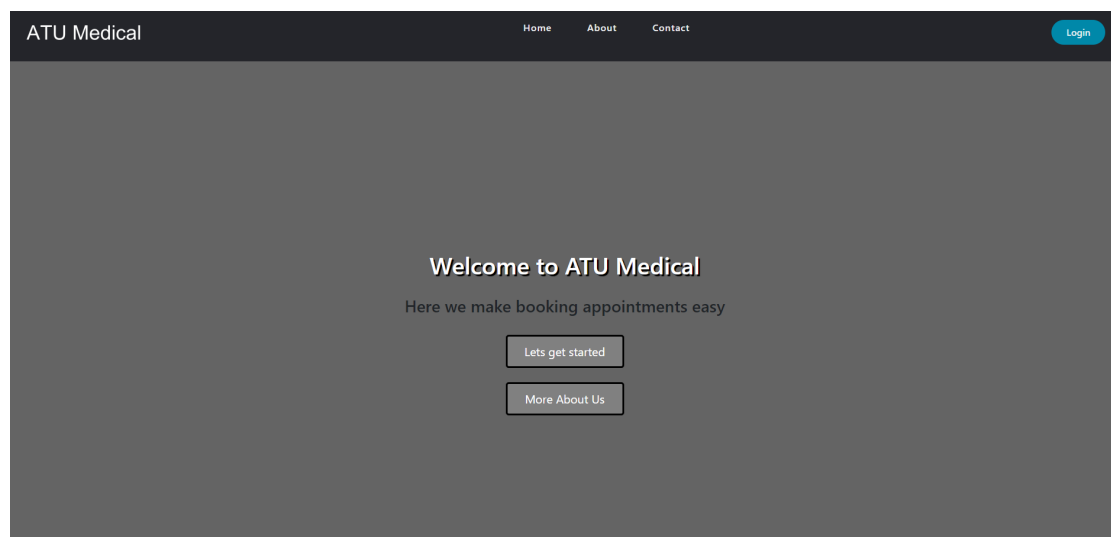 ATU Medical
Home About Contact
Login
Welcome to ATU Medical
Here we make booking appointments easy
Lets get started
More About Us